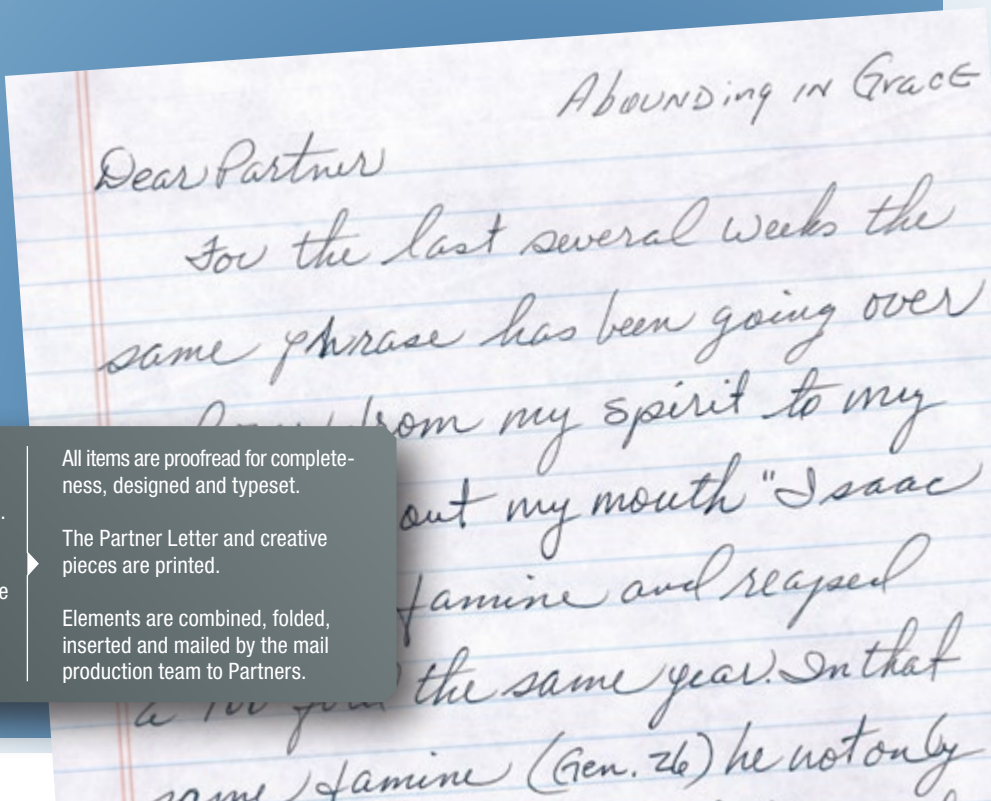 Abounding in Grace
Dear Partner
For the last several weeks the
same phrase has been going over
from my spirit to my
out my mouth "Isaac
famine and reaped
a 100 fold the same year. In that
same famine (Gen. 26) he not only
All items are proofread for complete-
ness, designed and typeset.
The Partner Letter and creative
pieces are printed.
Elements are combined, folded,
inserted and mailed by the mail
production team to Partners.